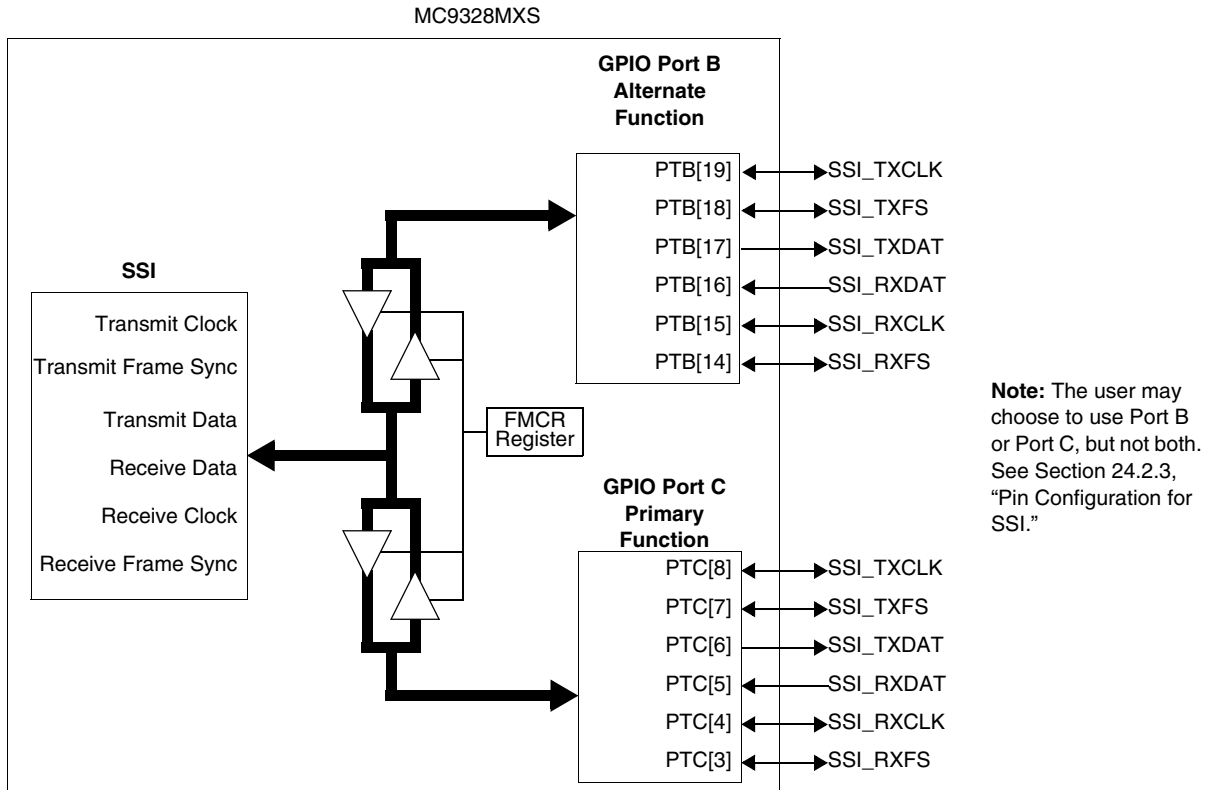 MC9328MXS
GPIO Port B
Alternate
Function
PTB[19]
SSI_TXCLK
PTB[18]
SSI_TXFS
PTB[17]
SSI_TXDAT
PTB[16]
SSI_RXDAT
PTB[15]
SSI_RXCLK
PTB[14]
SSI_RXFS
SSI
Transmit Clock
Transmit Frame Sync
Transmit Data
Receive Data
Receive Clock
Receive Frame Sync
FMCR
Register
GPIO Port C
Primary
Function
PTC[8]
SSI_TXCLK
PTC[7]
SSI_TXFS
PTC[6]
SSI_TXDAT
PTC[5]
SSI_RXDAT
PTC[4]
SSI_RXCLK
PTC[3]
SSI_RXFS
Note: The user may
choose to use Port B
or Port C, but not both.
See Section 24.2.3,
“Pin Configuration for
SSI.”